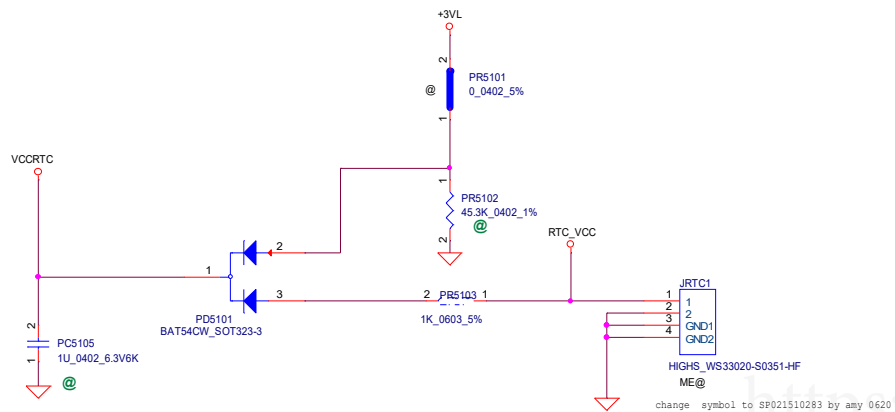 +3VL
2
PR5101
@
0_0402_5%
1
VCCRTC
1
PR5102
45.3K_0402_1%
@
2
RTC_VCC
2
1
JRTC1
3
2
PR5103
1
1
1
2
2
3
GND1
4
GND2
PD5101
BAT54CW_SOT323-3
1K_0603_5%
2
PC5105
1U_0402_6.3V6K
1
@
HIGHS_WS33020-S0351-HF
ME@
https
change symbol to SP021510283 by amy 0620